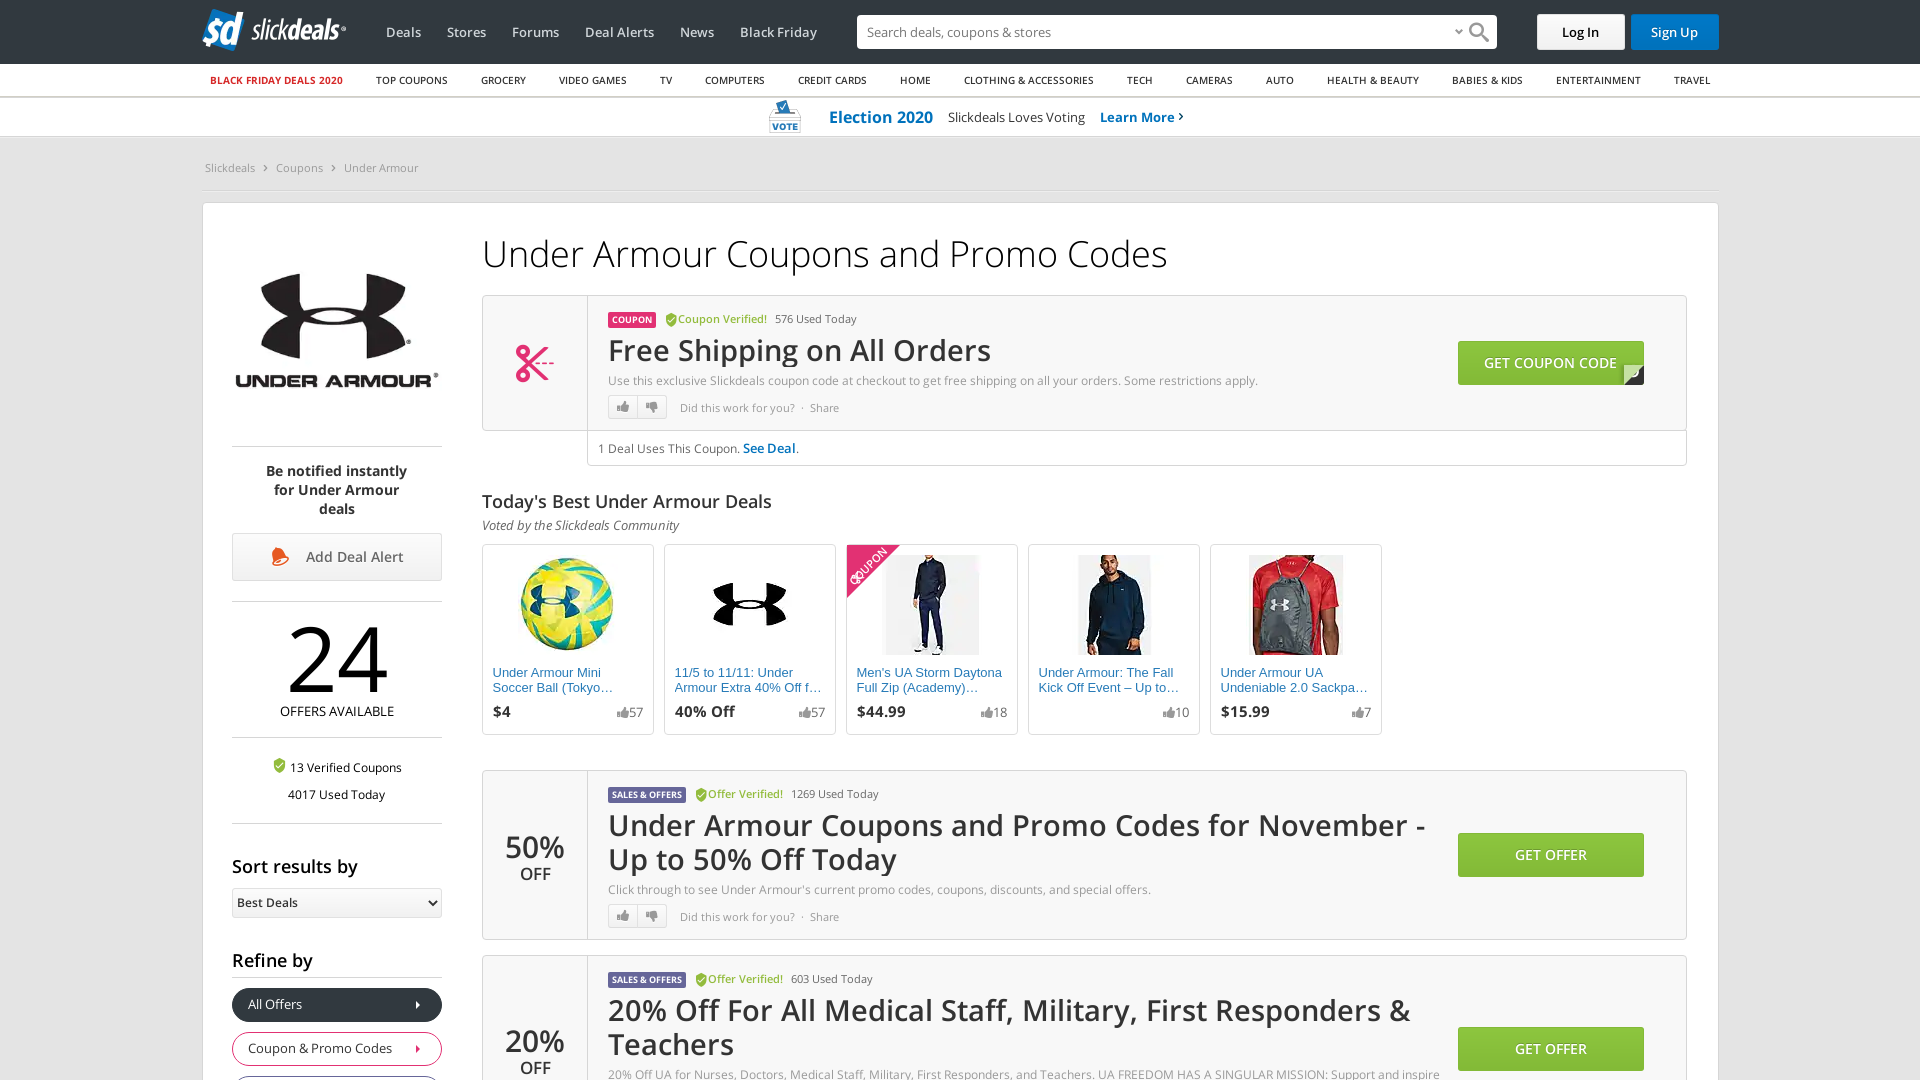 slickdeals
Deals Stores Forums Deal Alerts News Black Friday
Search deals, coupons & stores
Log In
Sign Up
BLACK FRIDAY DEALS 2020 TOP COUPONS GROCERY VIDEO GAMES TV COMPUTERS CREDIT CARDS HOME CLOTHING & ACCESSORIES TECH CAMERAS AUTO HEALTH & BEAUTY BABIES & KIDS ENTERTAINMENT TRAVEL
VOTE Election 2020 Slickdeals Loves Voting Learn More
Slickdeals Coupons Under Armour
UNDER ARMOUR®
Be notified instantly
for Under Armour
deals
Add Deal Alert
24
OFFERS AVAILABLE
13 Verified Coupons
4017 Used Today
Sort results by
Best Deals
Refine by
All Offers
Coupon & Promo Codes
Under Armour Coupons and Promo Codes
COUPON Coupon Verified! 576 Used Today
Free Shipping on All Orders
Use this exclusive Slickdeals coupon code at checkout to get free shipping on all your orders. Some restrictions apply.
Did this work for you? · Share
GET COUPON CODE
1 Deal Uses This Coupon. See Deal.
Today's Best Under Armour Deals
Voted by the Slickdeals Community
Under Armour Mini
Soccer Ball (Tokyo…
$4 57
11/5 to 11/11: Under
Armour Extra 40% Off f…
40% Off 57
COUPON
Men's UA Storm Daytona
Full Zip (Academy)…
$44.99 18
Under Armour: The Fall
Kick Off Event – Up to…
10
Under Armour UA
Undeniable 2.0 Sackpa…
$15.99 7
50%
OFF
SALES & OFFERS Offer Verified! 1269 Used Today
Under Armour Coupons and Promo Codes for November -
Up to 50% Off Today
Click through to see Under Armour's current promo codes, coupons, discounts, and special offers.
Did this work for you? · Share
GET OFFER
20%
OFF
SALES & OFFERS Offer Verified! 603 Used Today
20% Off For All Medical Staff, Military, First Responders &
Teachers
20% Off UA for Nurses, Doctors, Medical Staff, Military, First Responders, and Teachers. UA FREEDOM HAS A SINGULAR MISSION: Support and inspire
GET OFFER